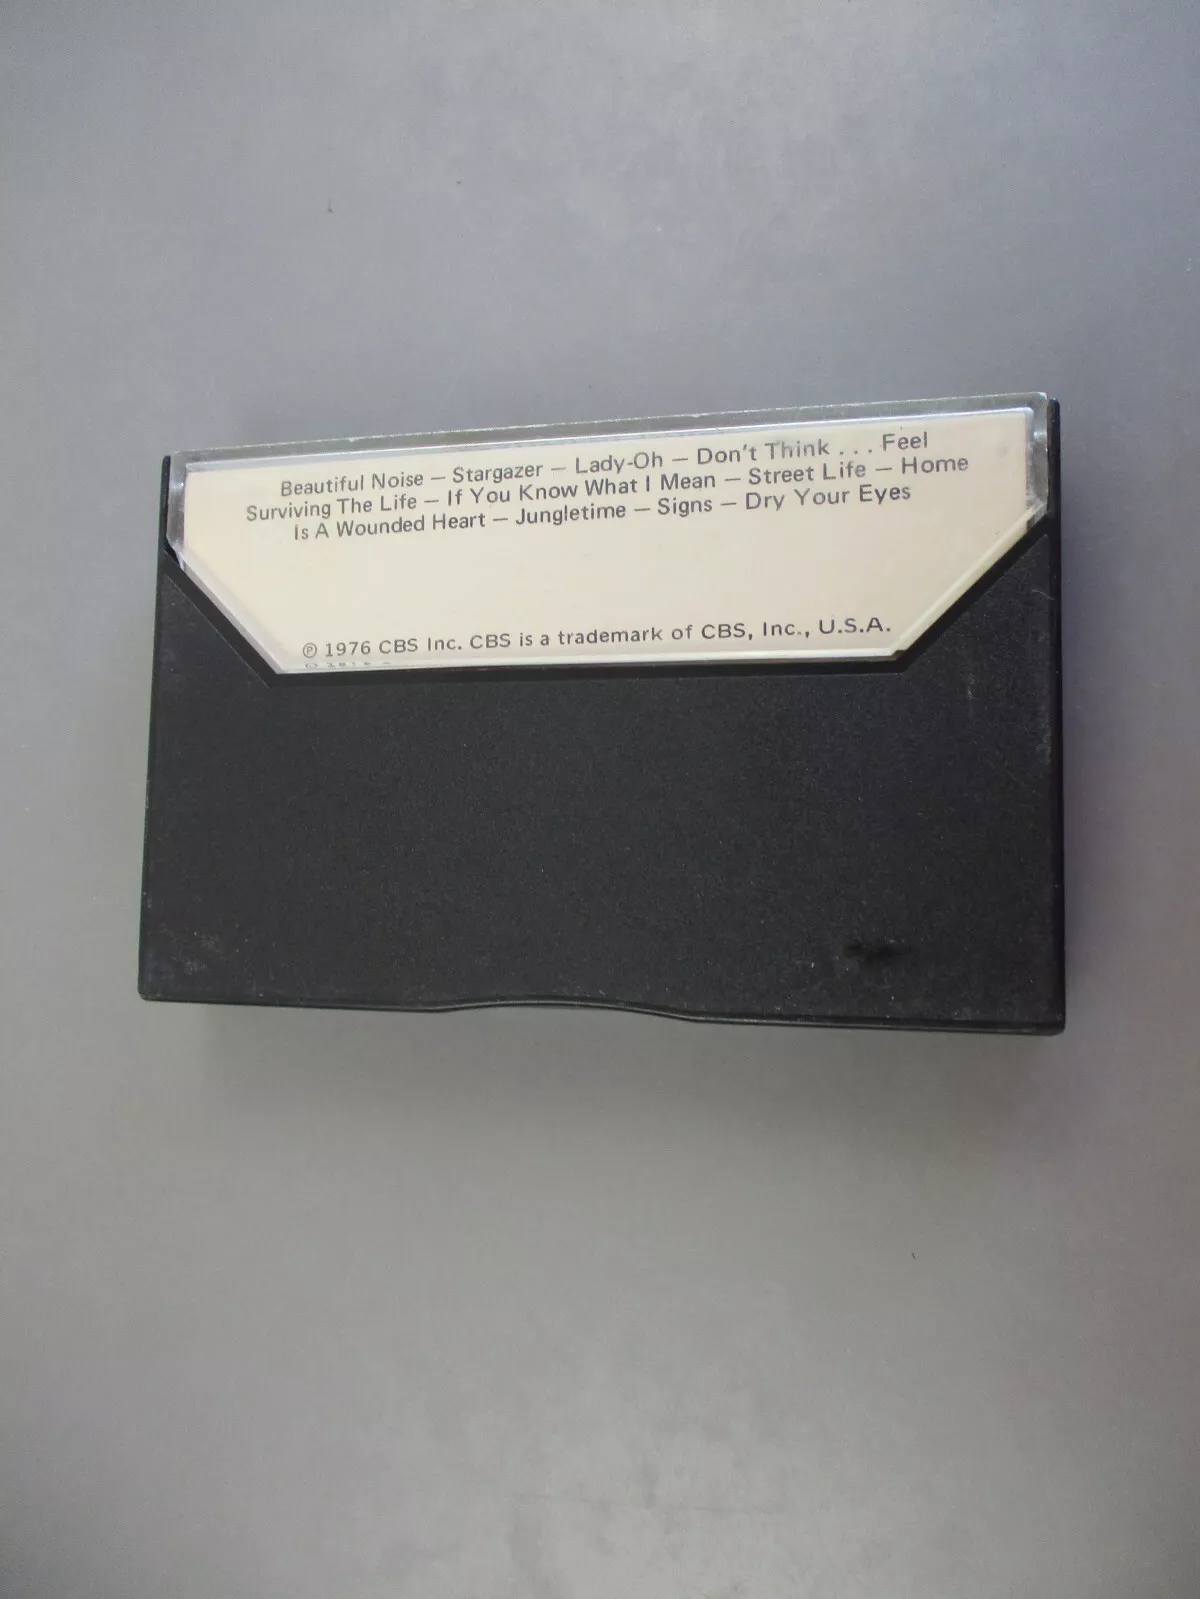 Beautiful Noise — Stargazer — Lady-Oh — Don't Think . . . Feel
Surviving The Life — If You Know What I Mean — Street Life — Home
Is A Wounded Heart — Jungletime — Signs — Dry Your Eyes
℗ 1976 CBS Inc. CBS is a trademark of CBS, Inc., U.S.A.